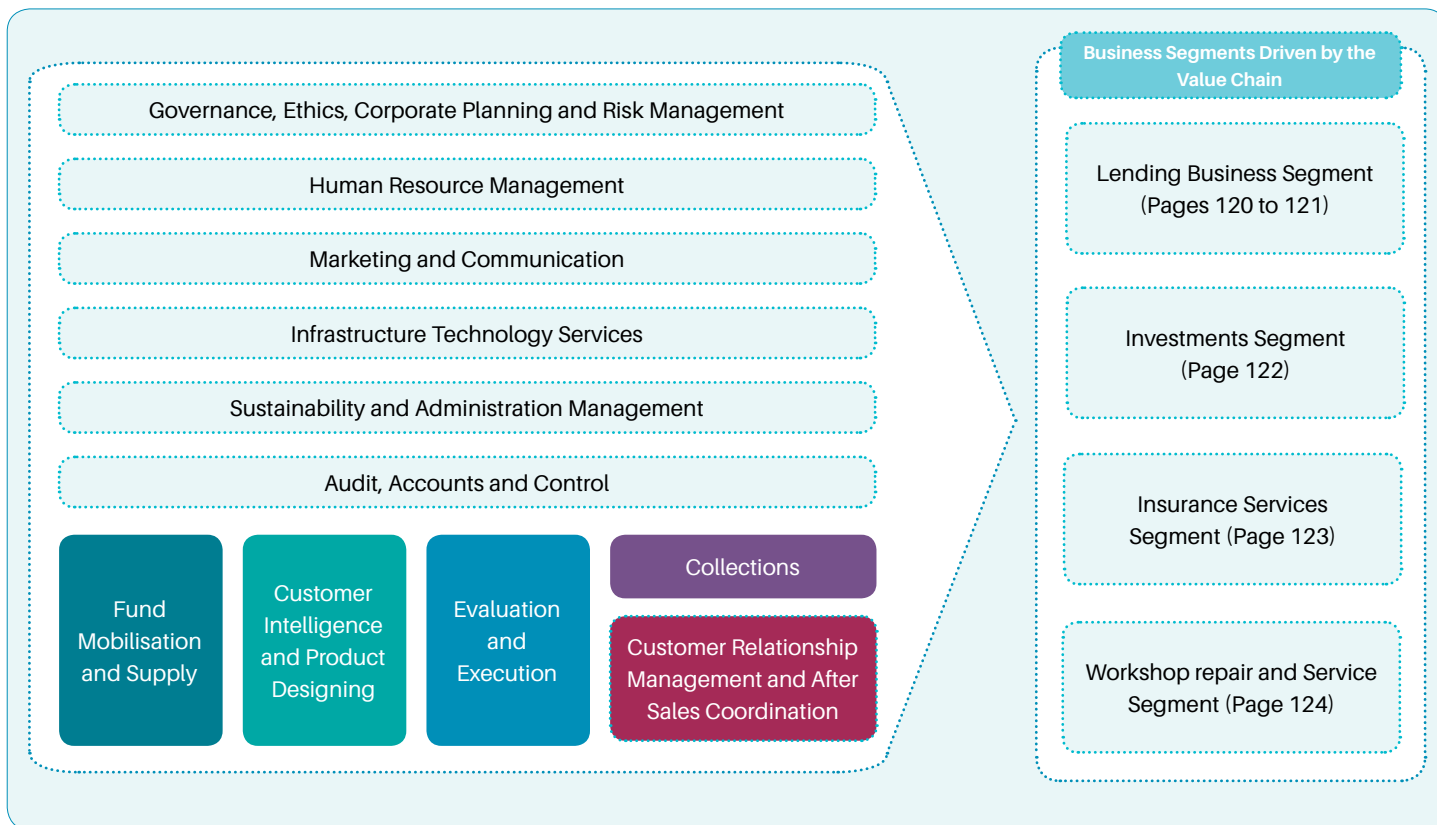 Governance, Ethics, Corporate Planning and Risk Management
Human Resource Management
Marketing and Communication
Infrastructure Technology Services
Sustainability and Administration Management
Audit, Accounts and Control
Fund
Mobilisation
and Supply
Customer
Intelligence
and Product
Designing
Evaluation
and
Execution
Collections
Customer Relationship
Management and After
Sales Coordination
Business Segments Driven by the
Value Chain
Lending Business Segment
(Pages 120 to 121)
Investments Segment
(Page 122)
Insurance Services
Segment (Page 123)
Workshop repair and Service
Segment (Page 124)